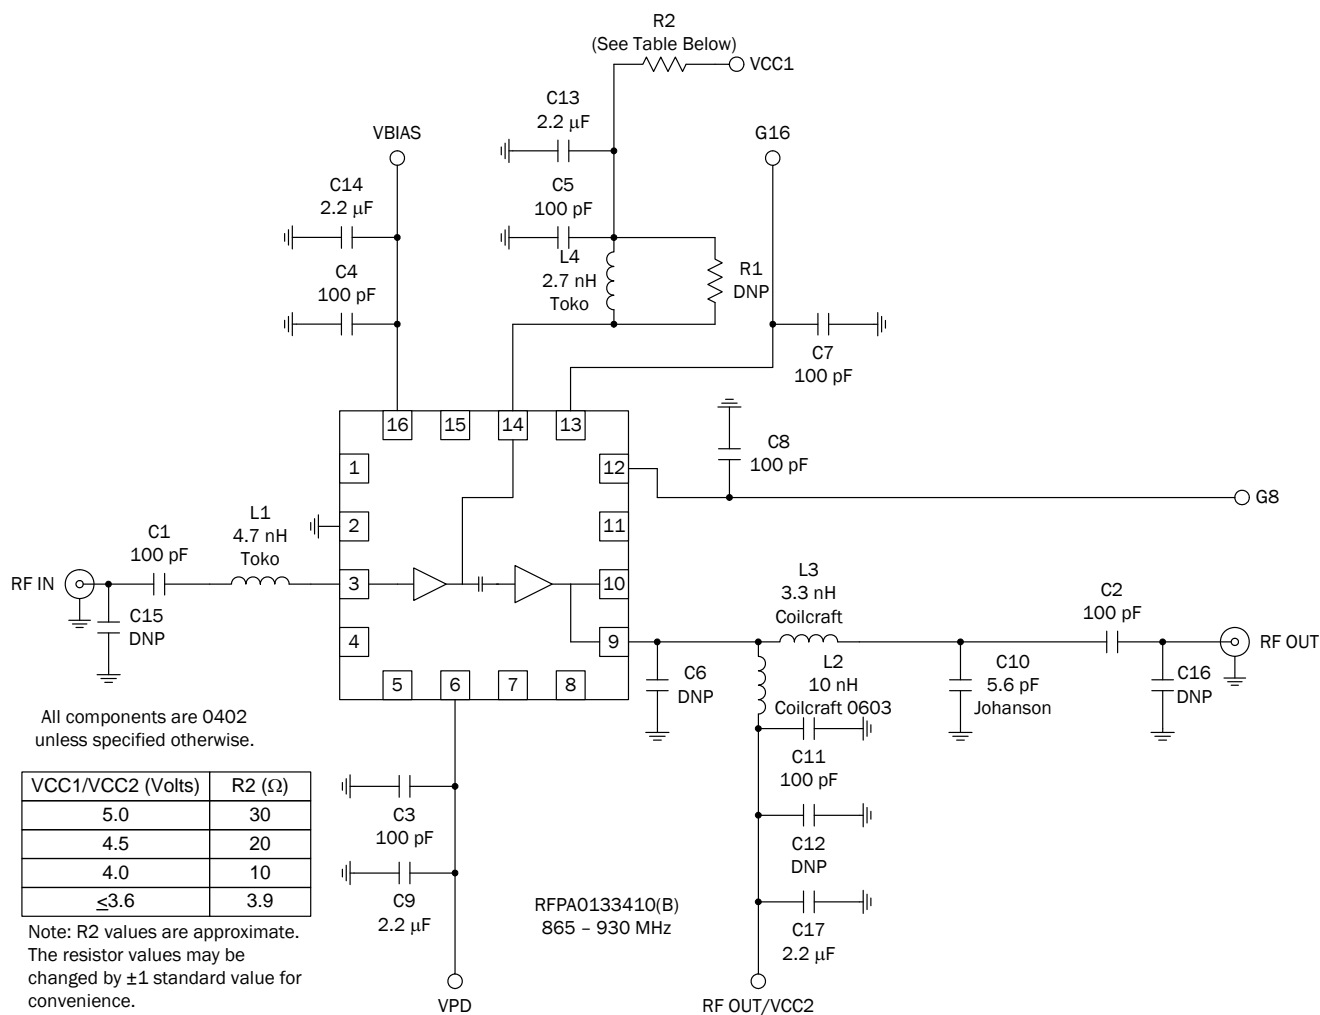 R2
(See Table Below)
VCC1
C13
2.2 µF
VBIAS
G16
C14
2.2 µF
C5
100 pF
L4
2.7 nH
Toko
R1
DNP
C4
100 pF
C7
100 pF
16
15
14
13
C8
100 pF
1
12
G8
2
11
L1
4.7 nH
Toko
C1
100 pF
RF IN
3
10
L3
3.3 nH
Coilcraft
C2
100 pF
C15
DNP
4
9
RF OUT
C6
DNP
L2
10 nH
Coilcraft 0603
C10
5.6 pF
Johanson
C16
DNP
5
6
7
8
All components are 0402
unless specified otherwise.
C11
100 pF
VCC1/VCC2 (Volts) R2 (Ω)
5.0 30
4.5 20
4.0 10
≤3.6 3.9
C3
100 pF
C12
DNP
C9
2.2 µF
RFPA0133410(B)
865 – 930 MHz
C17
2.2 µF
Note: R2 values are approximate.
The resistor values may be
changed by ±1 standard value for
convenience.
VPD
RF OUT/VCC2